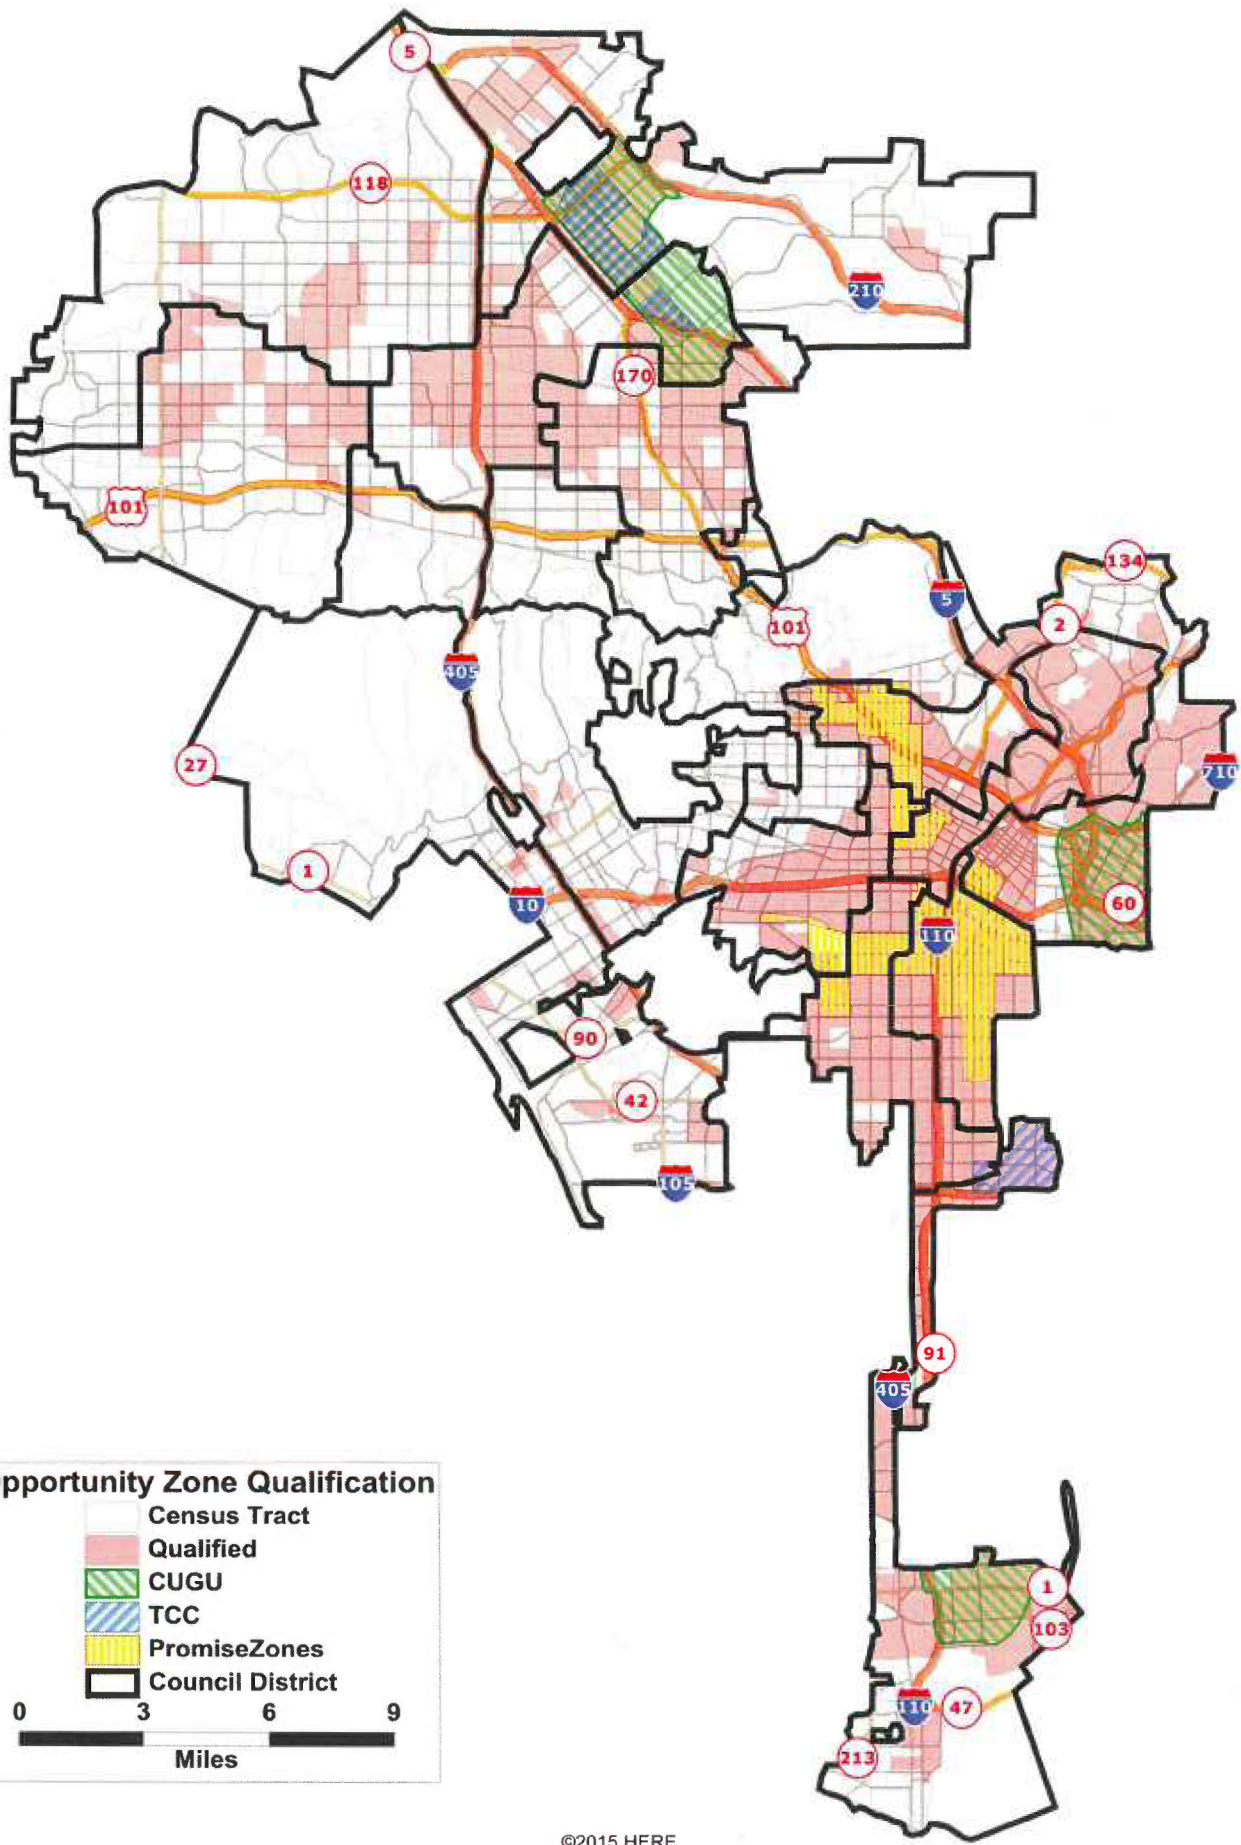 5
118
210
170
101
134
5
2
101
405
27
710
1
10
60
110
90
42
105
91
405
pportunity Zone Qualification
Census Tract
Qualified
CUGU
TCC
PromiseZones
Council District
0 3 6 9
Miles
1
103
110
47
213
©2015 HERE